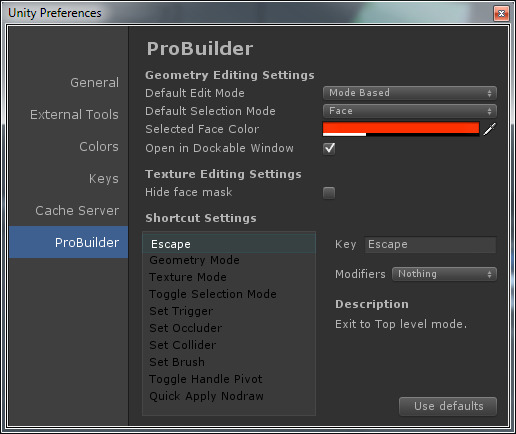 Unity Preferences
General
External Tools
Colors
Keys
Cache Server
ProBuilder
ProBuilder
Geometry Editing Settings
Default Edit Mode Mode Based
Default Selection Mode Face
Selected Face Color
Open in Dockable Window
Texture Editing Settings
Hide face mask
Shortcut Settings
Escape
Geometry Mode
Texture Mode
Toggle Selection Mode
Set Trigger
Set Occluder
Set Collider
Set Brush
Toggle Handle Pivot
Quick Apply Nodraw
Key Escape
Modifiers Nothing
Description
Exit to Top level mode.
Use defaults